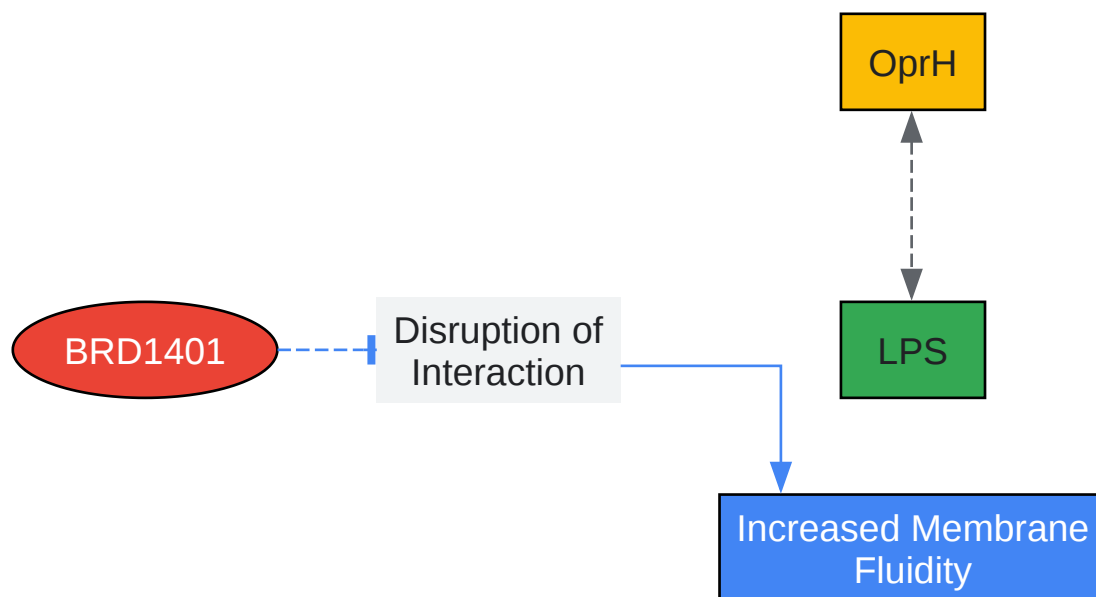 OprH
BRD1401
Disruption of
Interaction
LPS
Increased Membrane
Fluidity